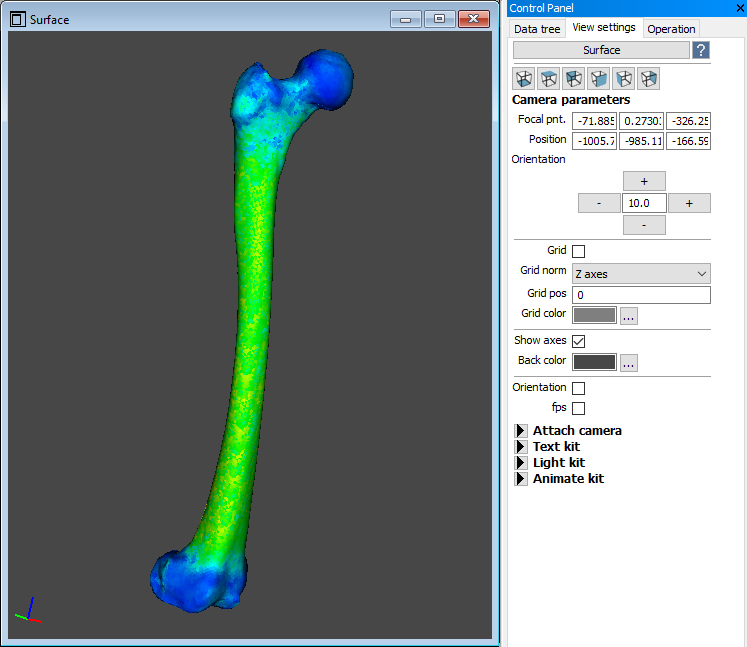 Surface
Control Panel
Data tree View settings Operation
Surface ?
Camera parameters
Focal pnt. -71.885 0.2730 -326.25
Position -1005.7 -985.11 -166.59
Orientation
+
- 10.0 +
-
Grid
Grid norm Z axes
Grid pos 0
Grid color ...
Show axes
Back color ...
Orientation
fps
Attach camera
Text kit
Light kit
Animate kit